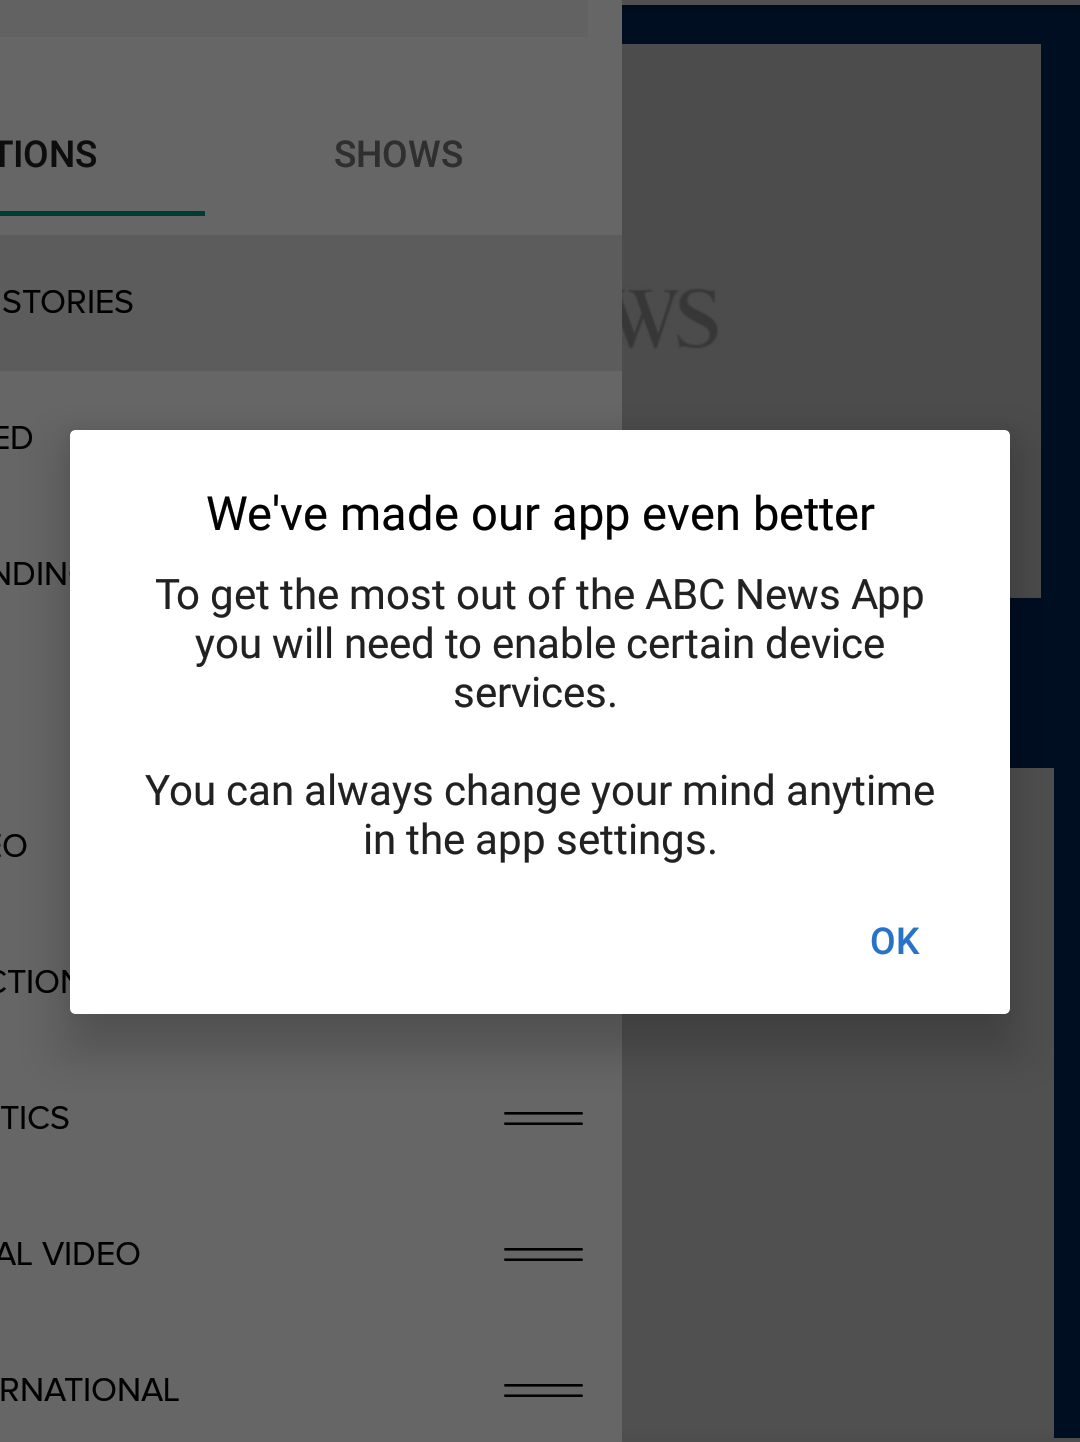 TIONS
SHOWS
STORIES
WS
ED
We've made our app even better
To get the most out of the ABC News App
you will need to enable certain device
services.
You can always change your mind anytime
in the app settings.
OK
NDIN
EO
CTION
TICS
AL VIDEO
RNATIONAL